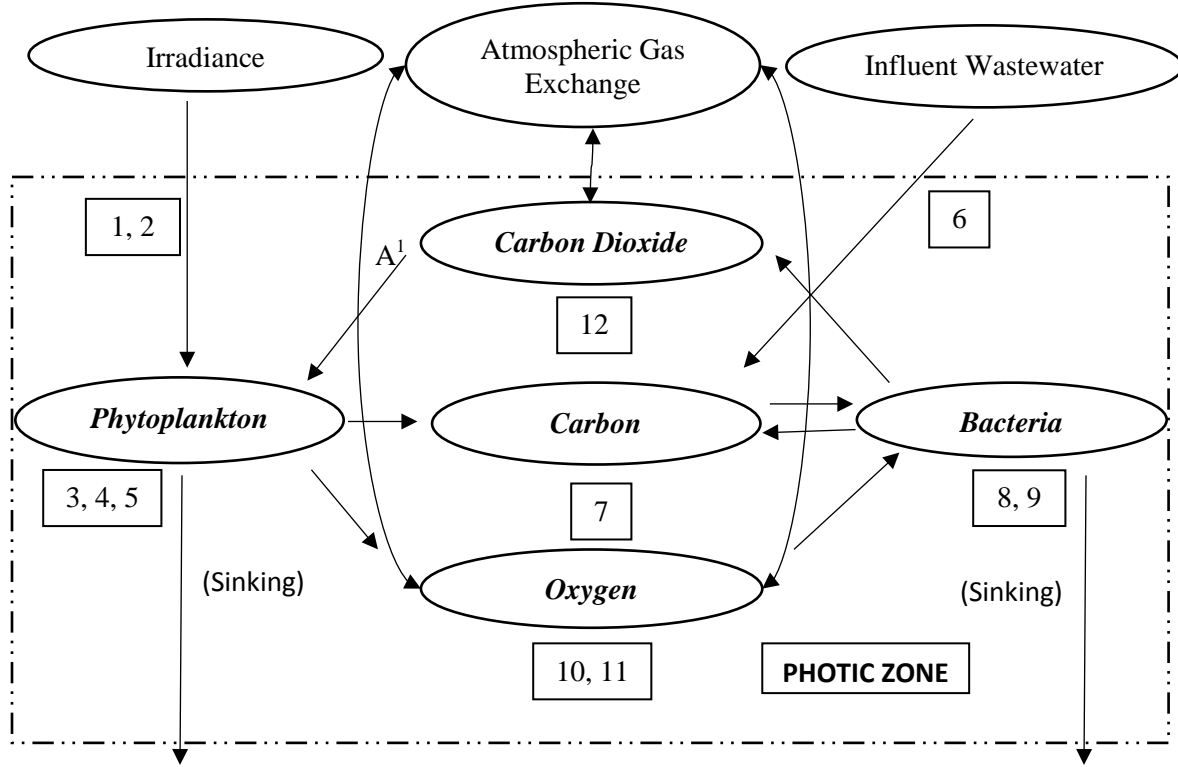 Irradiance
Atmospheric Gas
Exchange
Influent Wastewater
1, 2
6
Carbon Dioxide
A¹
12
Phytoplankton
Carbon
Bacteria
3, 4, 5
7
8, 9
(Sinking)
Oxygen
(Sinking)
10, 11
PHOTIC ZONE